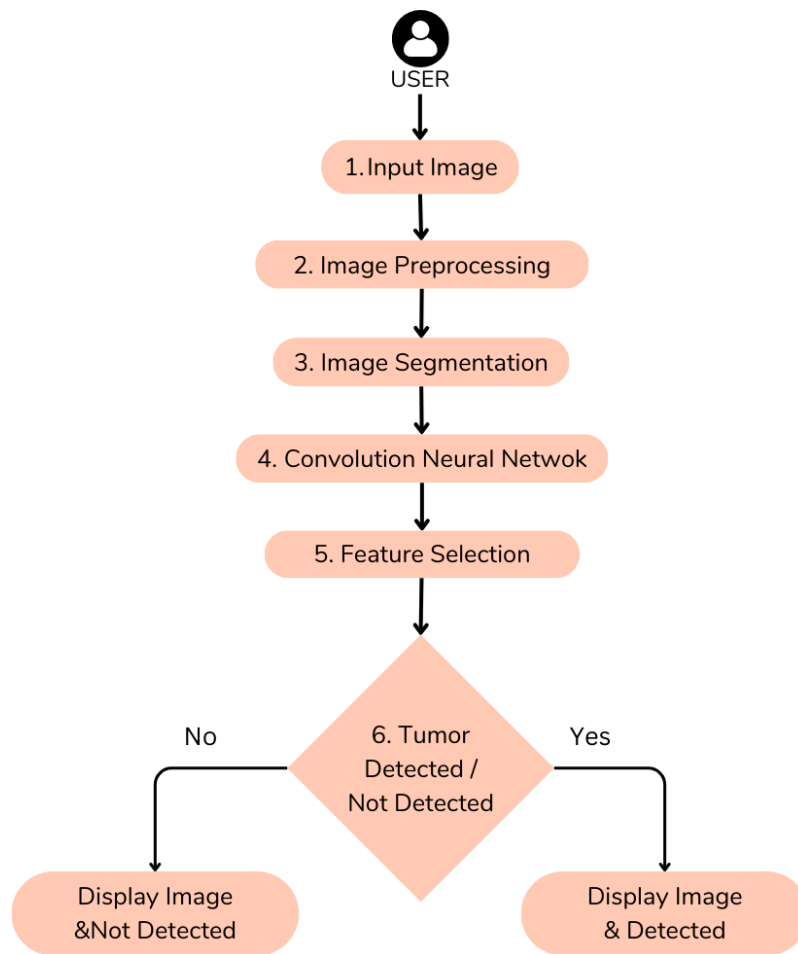 USER
1.Input Image
2. Image Preprocessing
3. Image Segmentation
4. Convolution Neural Netwok
5. Feature Selection
6. Tumor
Detected /
Not Detected
No
Yes
Display Image
&Not Detected
Display Image
& Detected